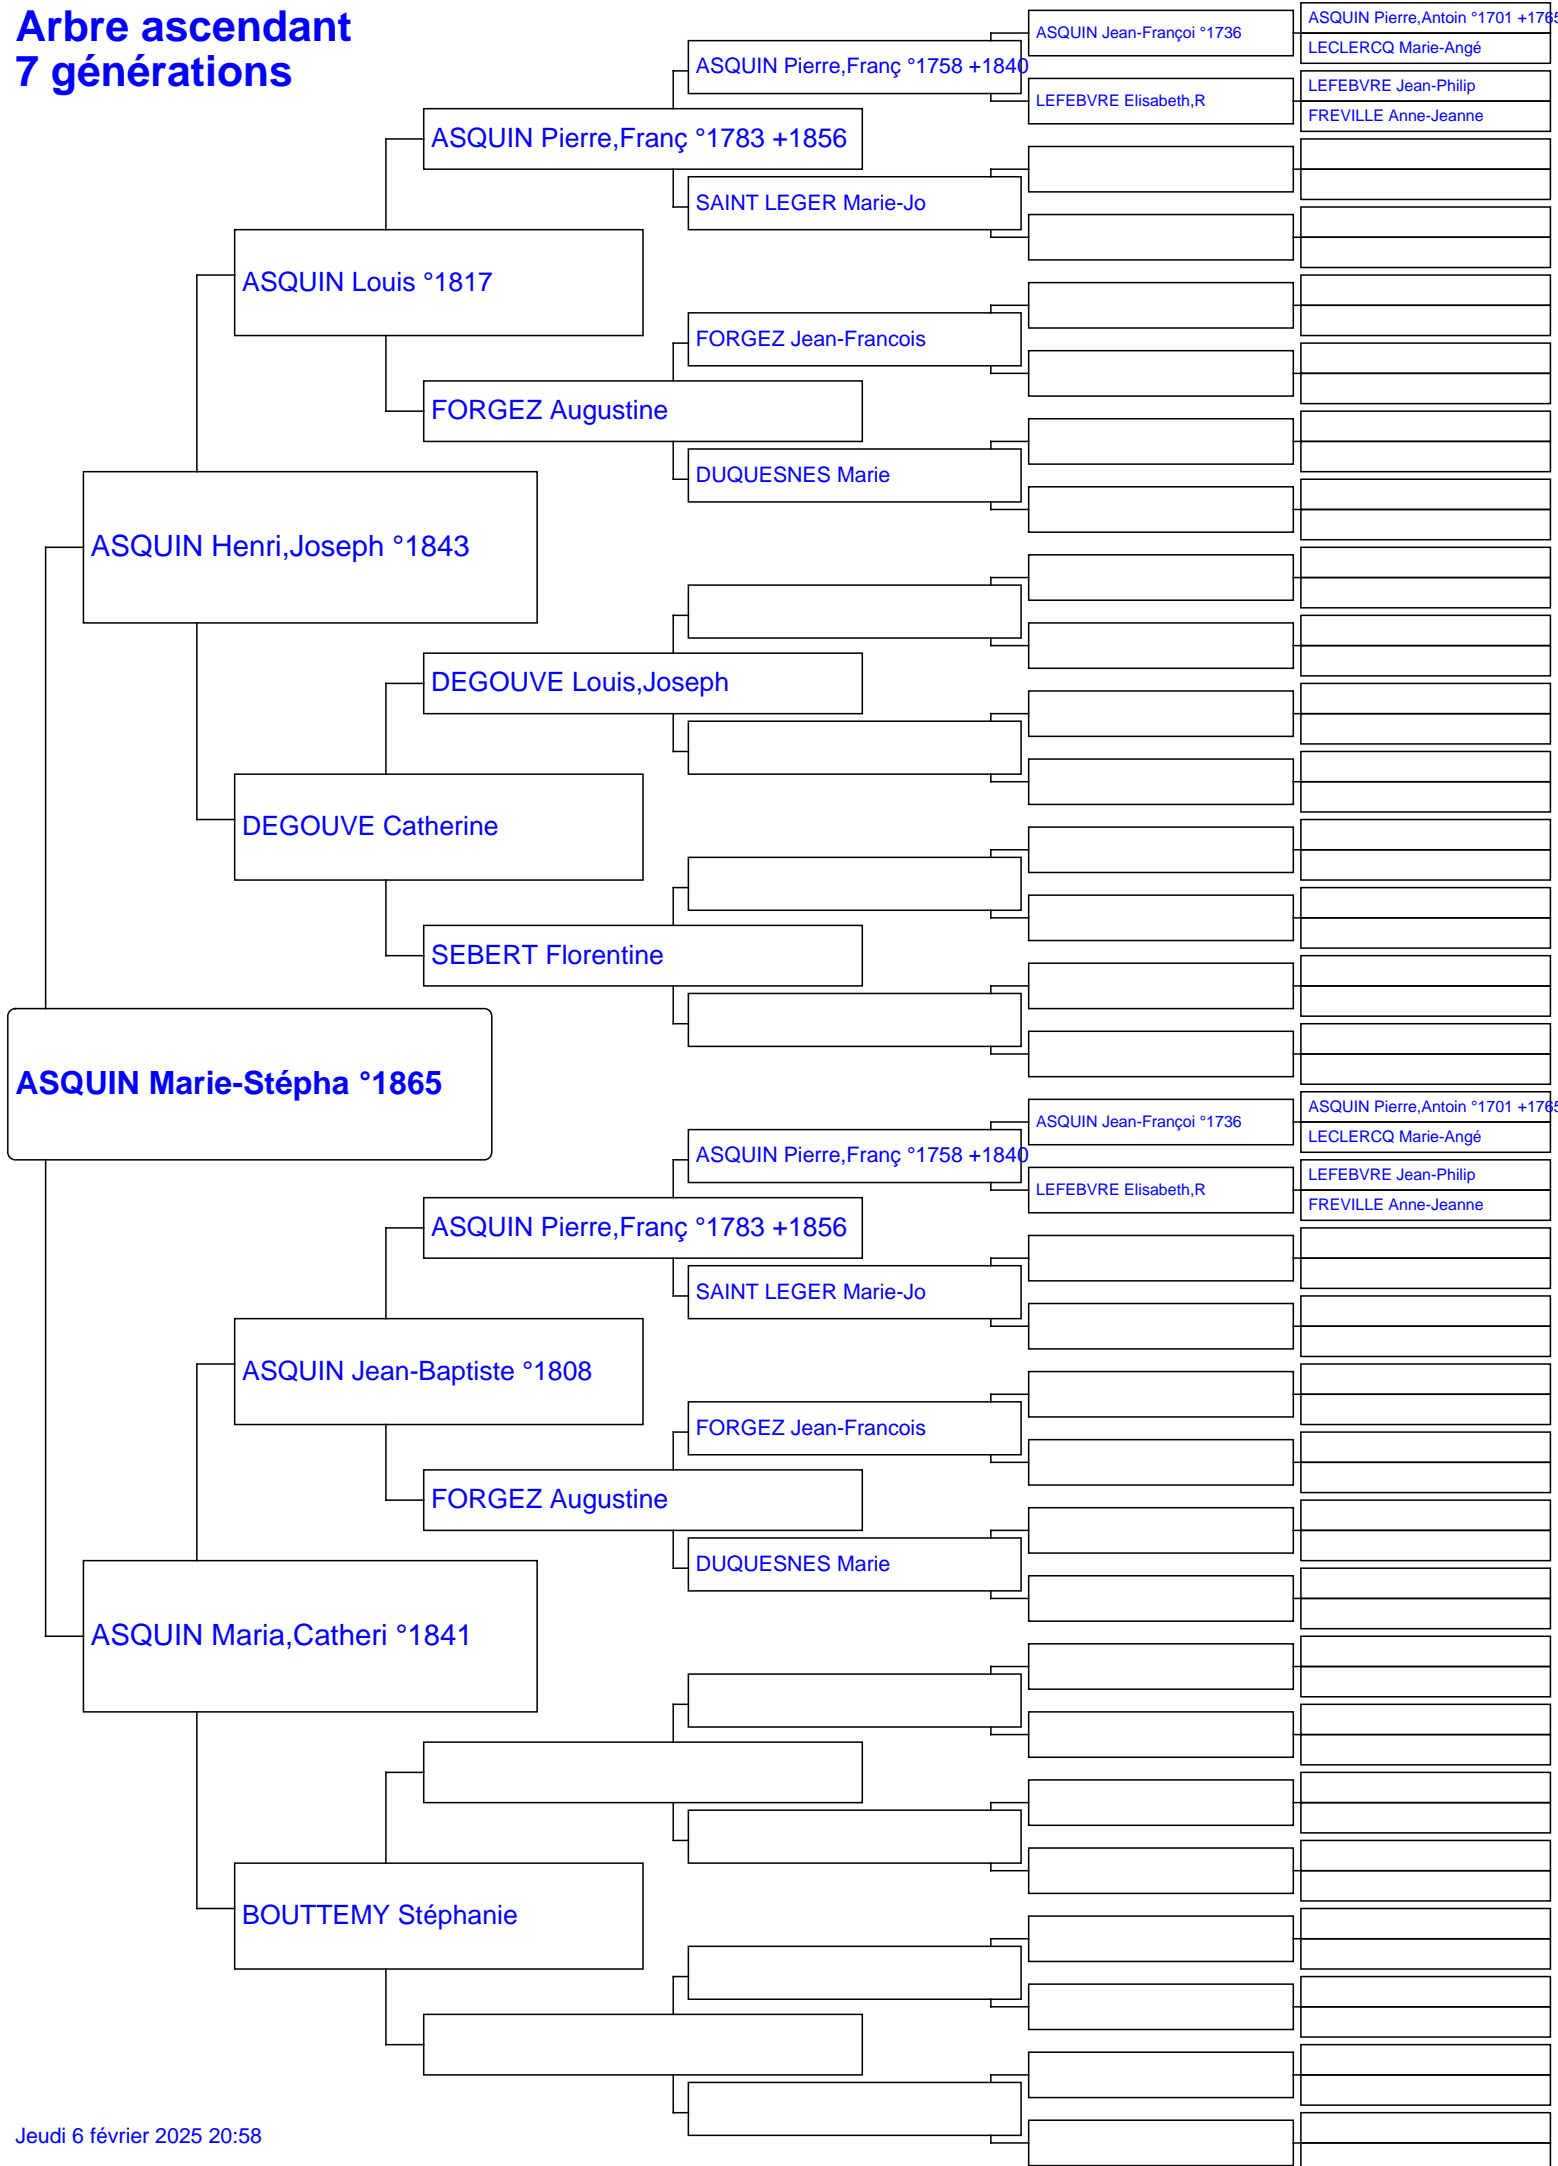 Arbre ascendant
7 générations
ASQUIN Pierre,Antoin °1701 +1765
ASQUIN Jean-Françoi °1736
LECLERCQ Marie-Angé
ASQUIN Pierre,Franç °1758 +1840
LEFEBVRE Jean-Philip
LEFEBVRE Elisabeth,R
FREVILLE Anne-Jeanne
ASQUIN Pierre,Franç °1783 +1856
SAINT LEGER Marie-Jo
ASQUIN Louis °1817
FORGEZ Jean-Francois
FORGEZ Augustine
DUQUESNES Marie
ASQUIN Henri,Joseph °1843
DEGOUVE Louis,Joseph
DEGOUVE Catherine
SEBERT Florentine
ASQUIN Marie-Stépha °1865
ASQUIN Pierre,Antoin °1701 +1765
ASQUIN Jean-Françoi °1736
LECLERCQ Marie-Angé
ASQUIN Pierre,Franç °1758 +1840
LEFEBVRE Jean-Philip
LEFEBVRE Elisabeth,R
FREVILLE Anne-Jeanne
ASQUIN Pierre,Franç °1783 +1856
SAINT LEGER Marie-Jo
ASQUIN Jean-Baptiste °1808
FORGEZ Jean-Francois
FORGEZ Augustine
DUQUESNES Marie
ASQUIN Maria,Catheri °1841
BOUTTEMY Stéphanie
Jeudi 6 février 2025 20:58